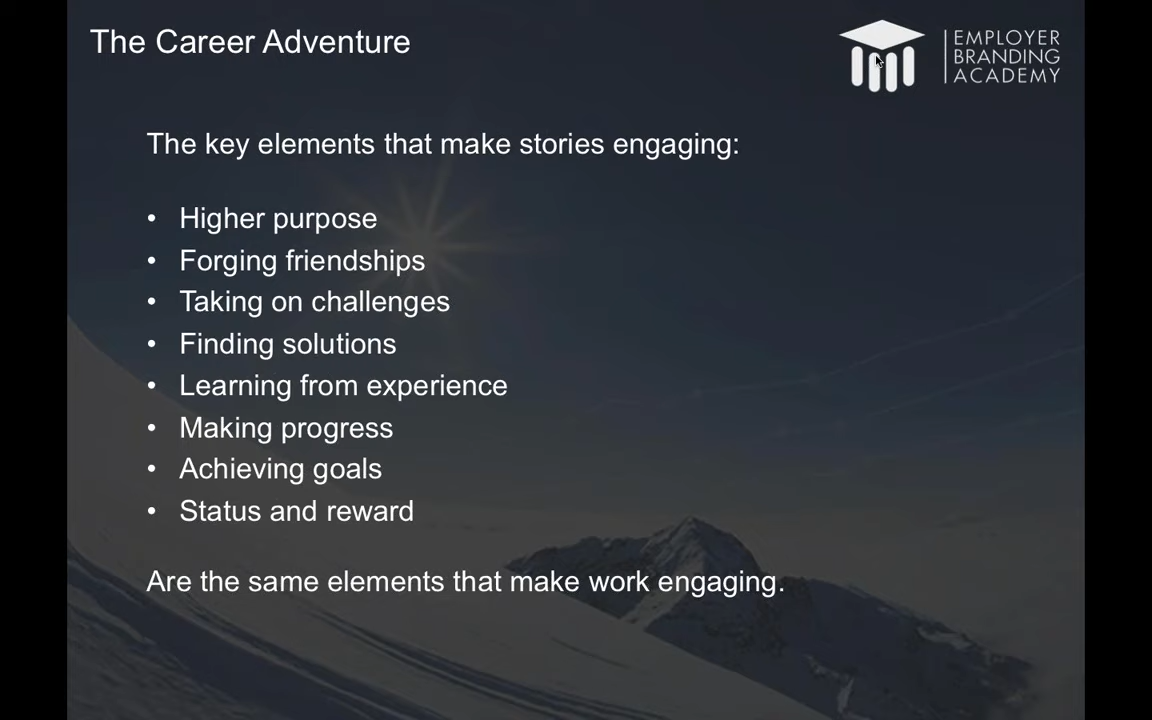 The Career Adventure
EMPLOYER
BRANDING
ACADEMY
The key elements that make stories engaging:
• Higher purpose
• Forging friendships
• Taking on challenges
• Finding solutions
• Learning from experience
• Making progress
• Achieving goals
• Status and reward
Are the same elements that make work engaging.